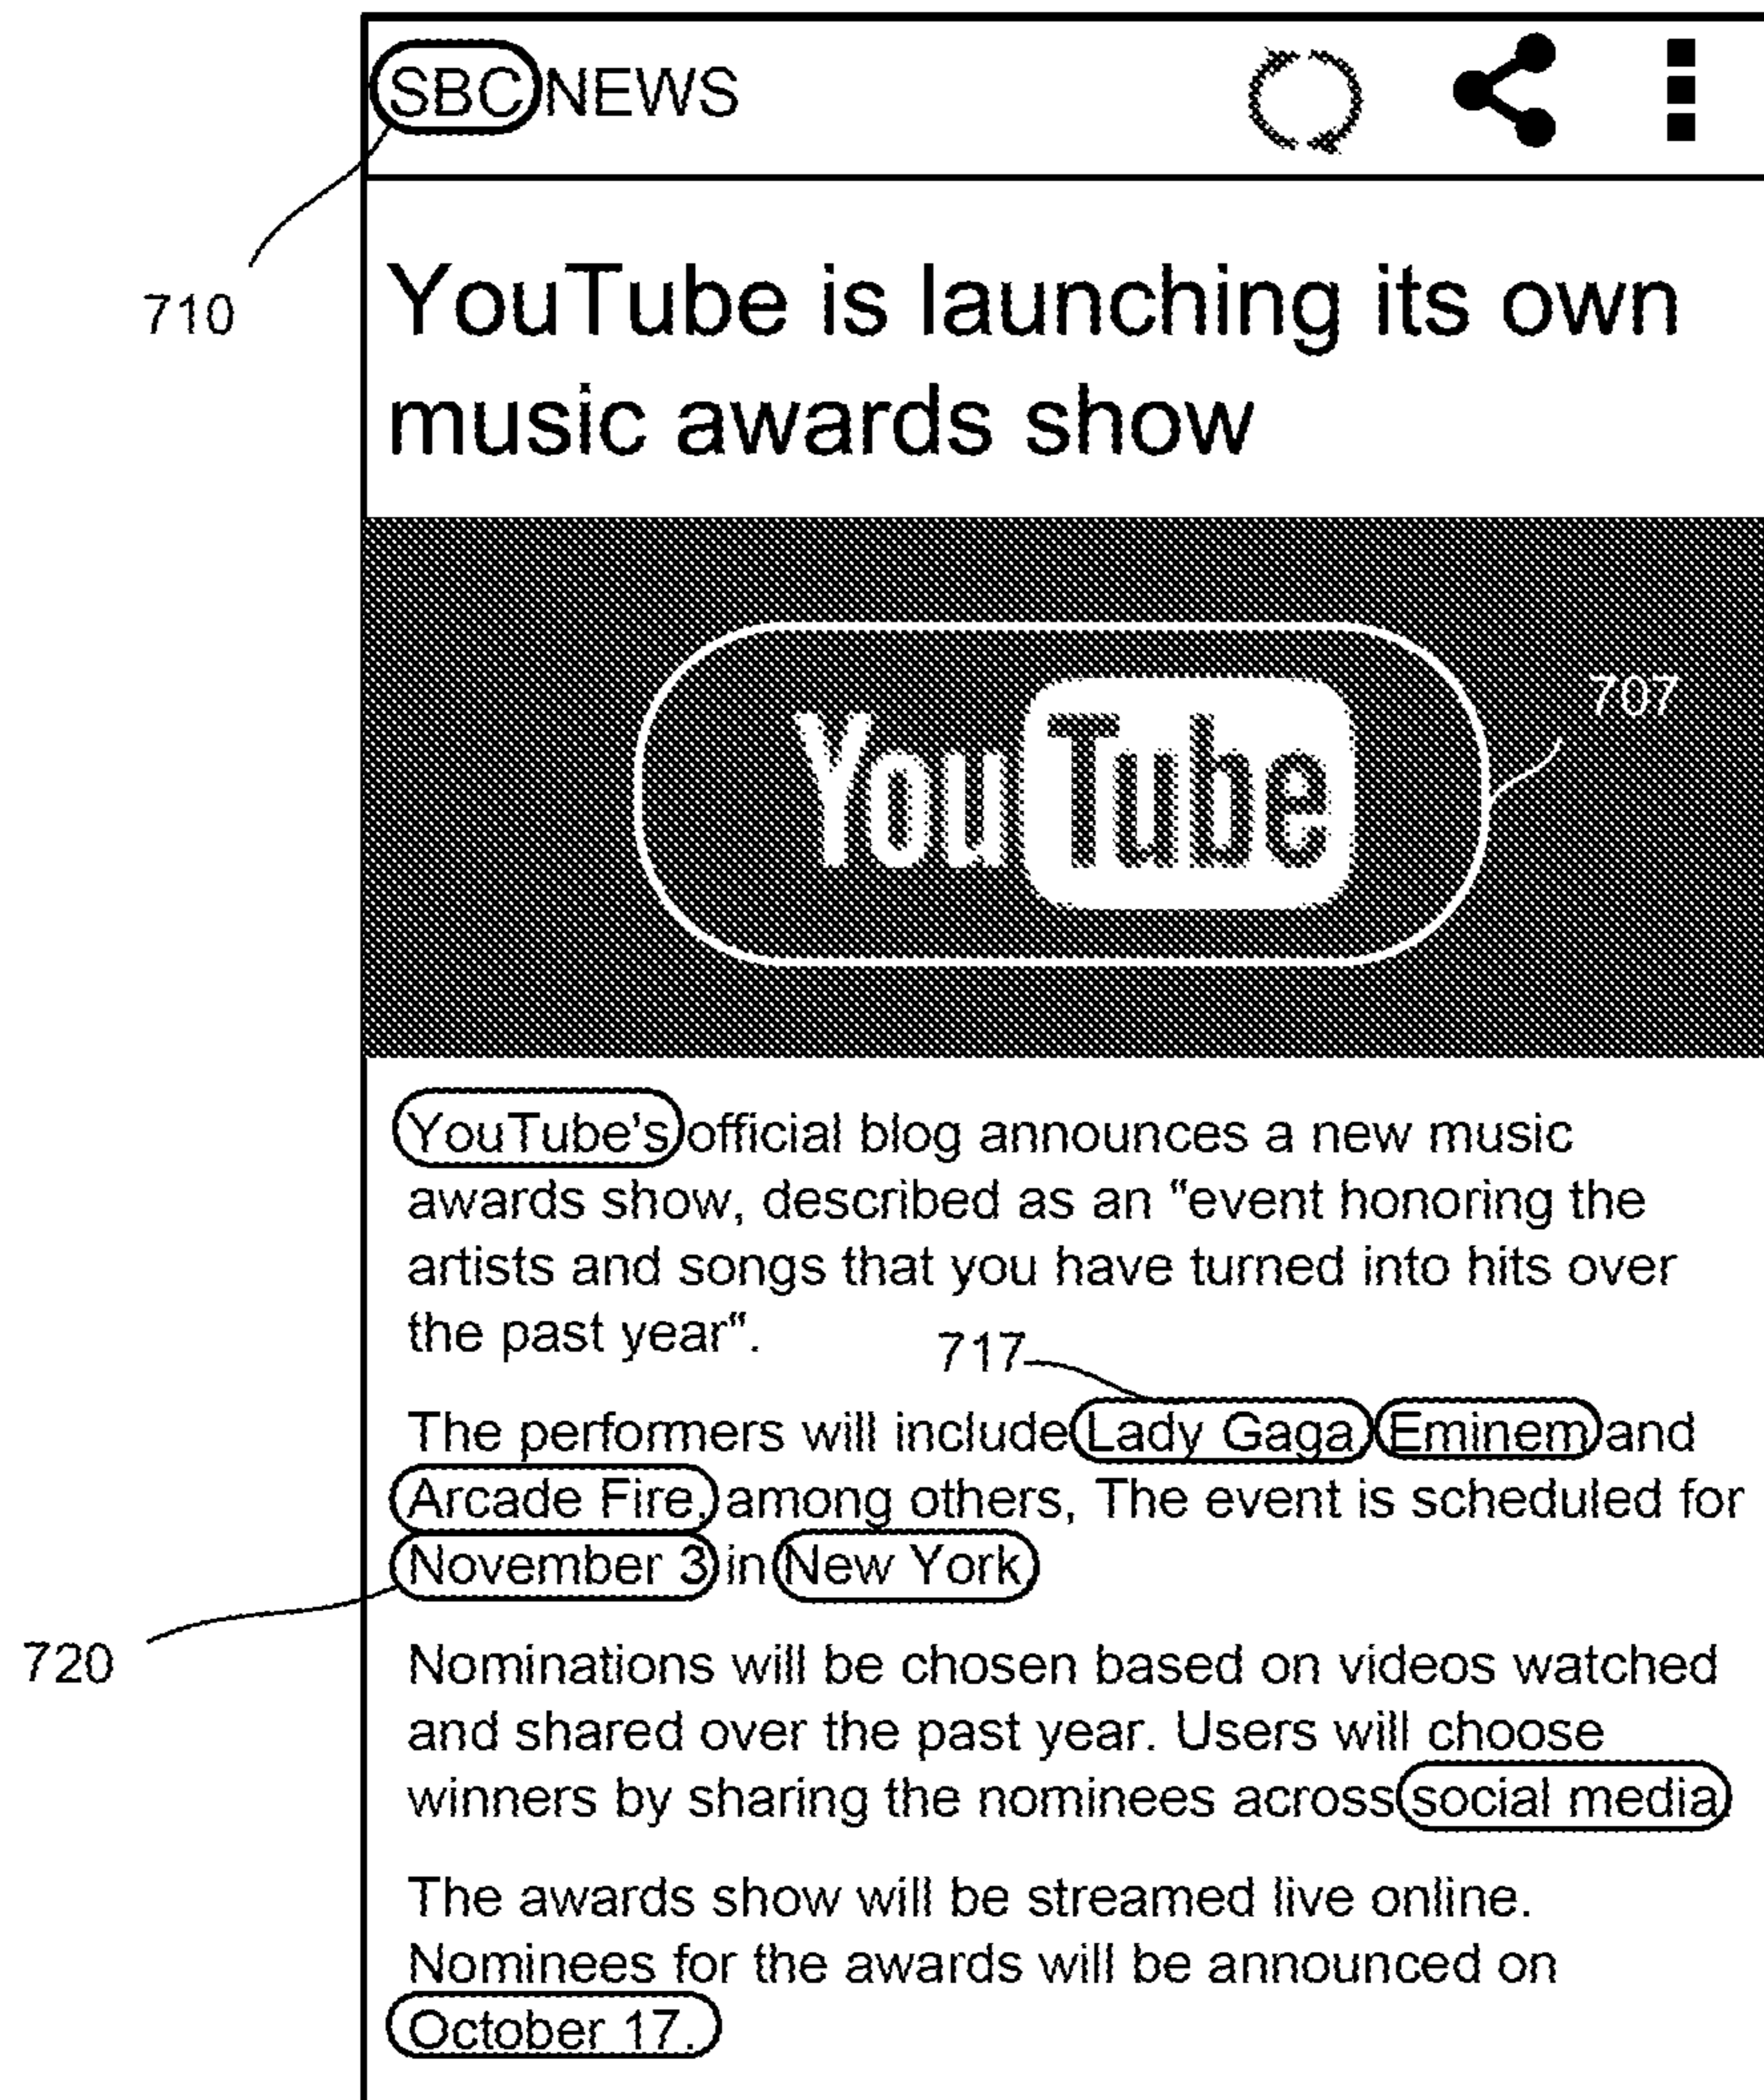 SBC NEWS
710
YouTube is launching its own
music awards show
707
YouTube
YouTube's official blog announces a new music
awards show, described as an "event honoring the
artists and songs that you have turned into hits over
the past year".
717
The performers will include Lady Gaga, Eminem and
Arcade Fire, among others, The event is scheduled for
November 3 in New York.
720
Nominations will be chosen based on videos watched
and shared over the past year. Users will choose
winners by sharing the nominees across social media.
The awards show will be streamed live online.
Nominees for the awards will be announced on
October 17.